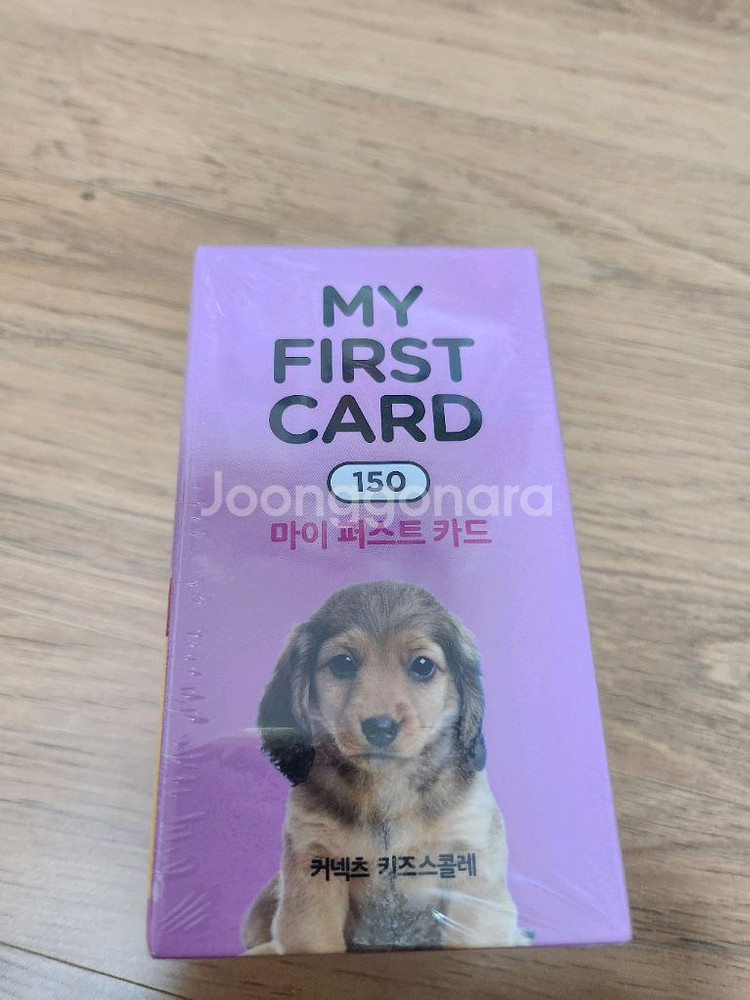 MY
FIRST
CARD
150
Joonggonara
마이 퍼스트 카드
커넥츠 키즈스콜레